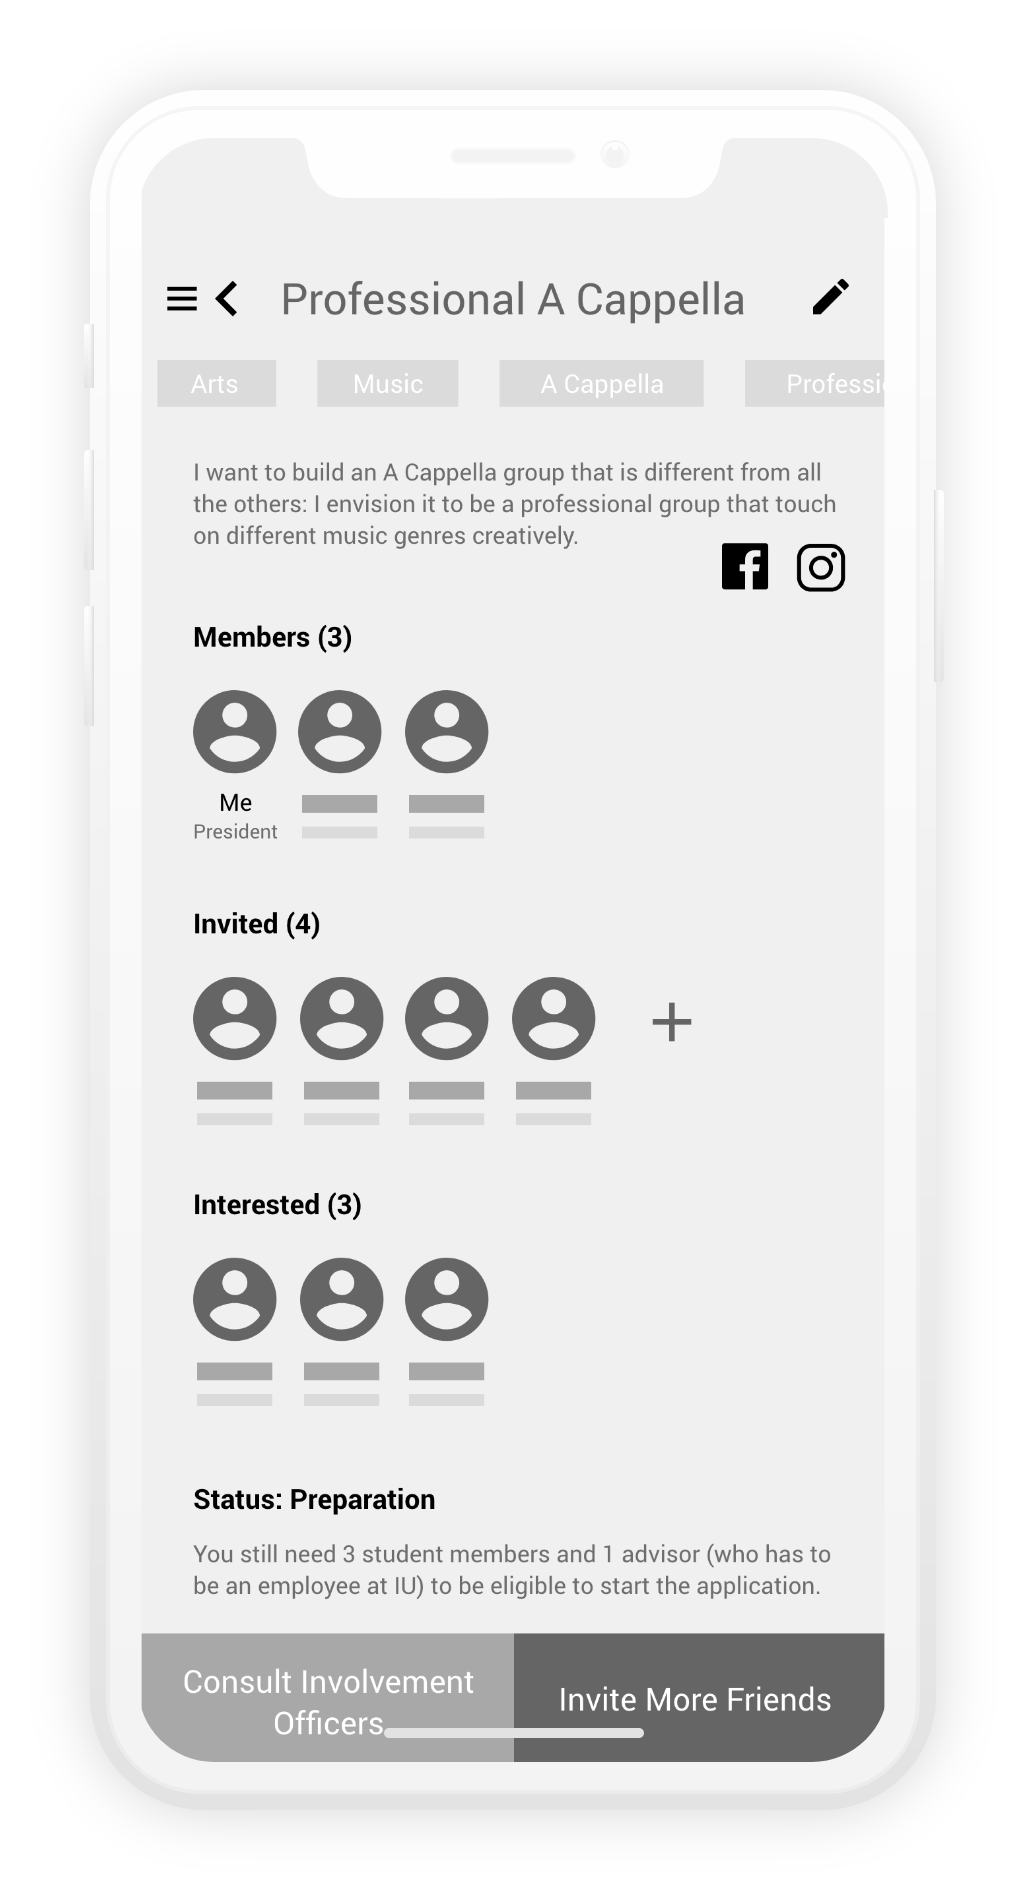 Professional A Cappella
Arts
Music
A Cappella
I want to build an A Cappella group that is different from all
the others: I envision it to be a professional group that touch
on different music genres creatively.
Members (3)
Me
President
Invited (4)
Interested (3)
Status: Preparation
You still need 3 student members and 1 advisor (who has to
be an employee at IU) to be eligible to start the application.
Consult Involvement
Officers
Invite More Friends